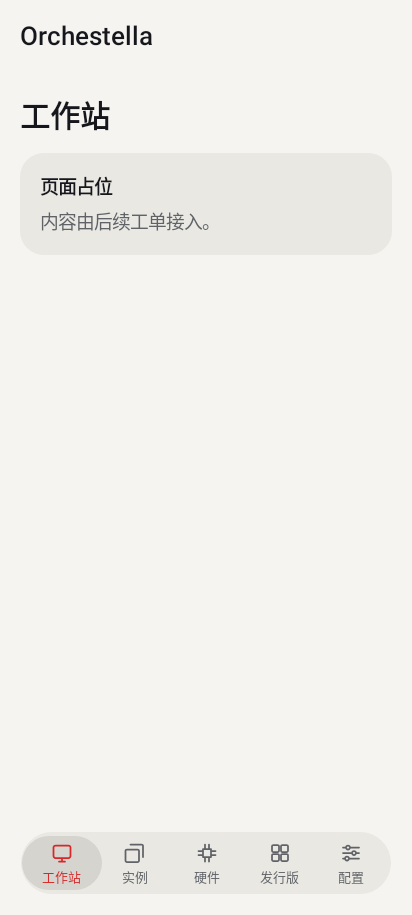 Orchestella
工作站
页面占位
内容由后续工单接入。
工作站
实例
硬件
发行版
配置